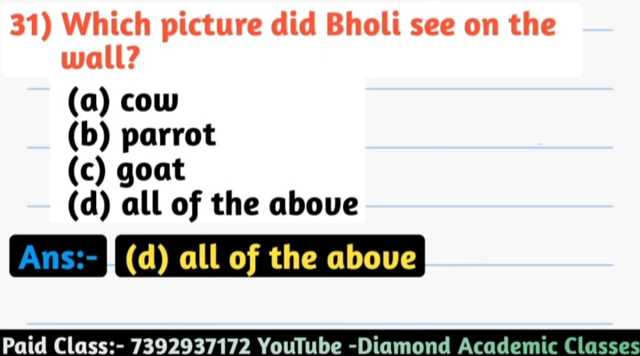 31) Which picture did Bholi see on the
wall?
(a) cow
(b) parrot
(c) goat
(d) all of the above
Ans:- (d) all of the above
Paid Class:- 7392937172 YouTube -Diamond Academic Classes